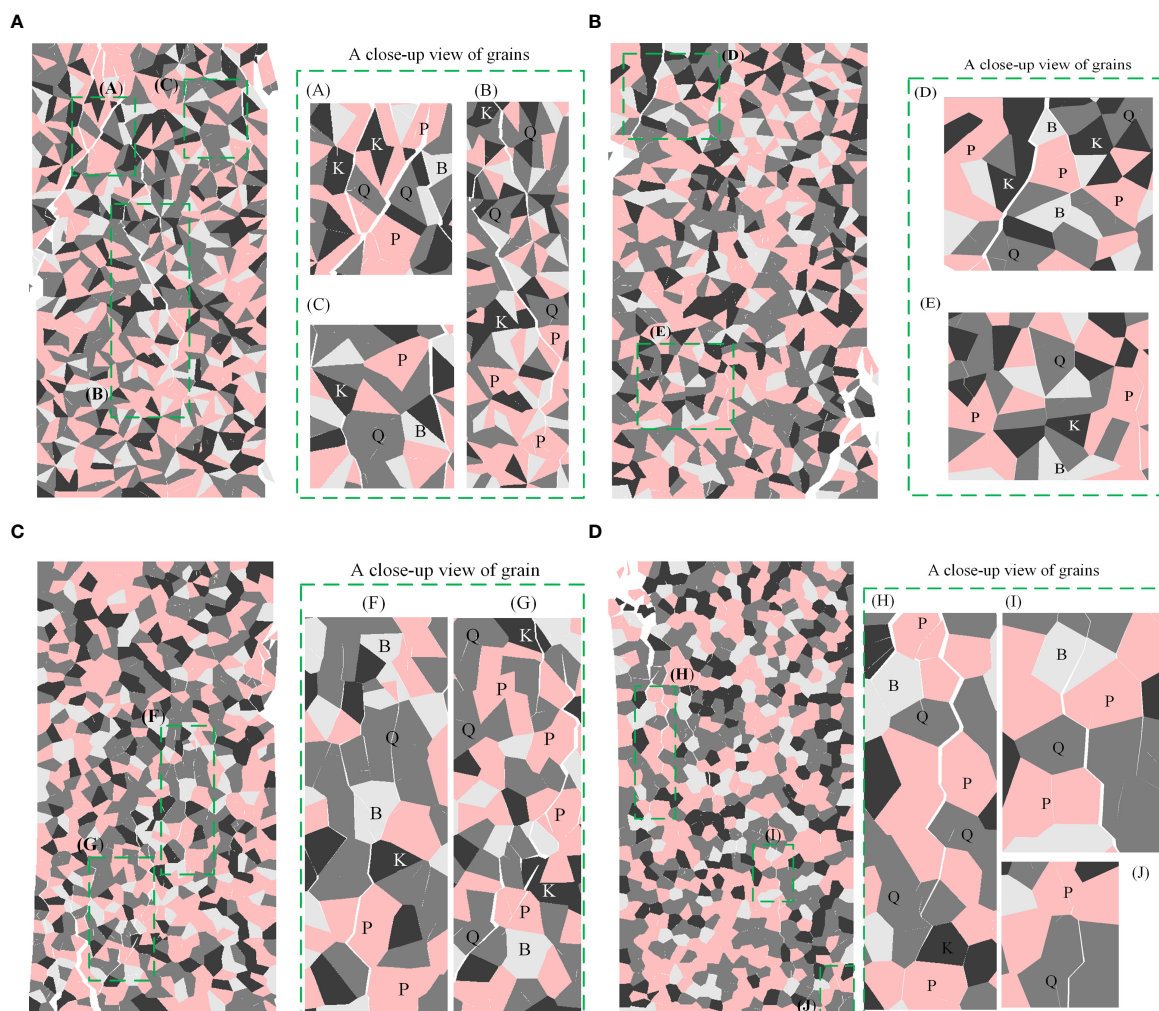 A
B
A close-up view of grains
A close-up view of grains
(A)
(C)
(B)
(A)
(B)
K
P
Q
K
K
B
Q
Q
P
Q
K
Q
P
P
P
(C)
P
K
Q
B
(D)
(E)
(D)
B
Q
P
K
P
K
P
B
Q
(E)
Q
P
P
K
B
C
D
A close-up view of grain
A close-up view of grains
(F)
(G)
(F)
(G)
B
Q
B
K
P
P
Q
K
P
Q
P
P
K
P
Q
B
(H)
(I)
(J)
(H)
(I)
P
B
Q
P
Q
Q
K
P
B
P
Q
P
(J)
P
Q